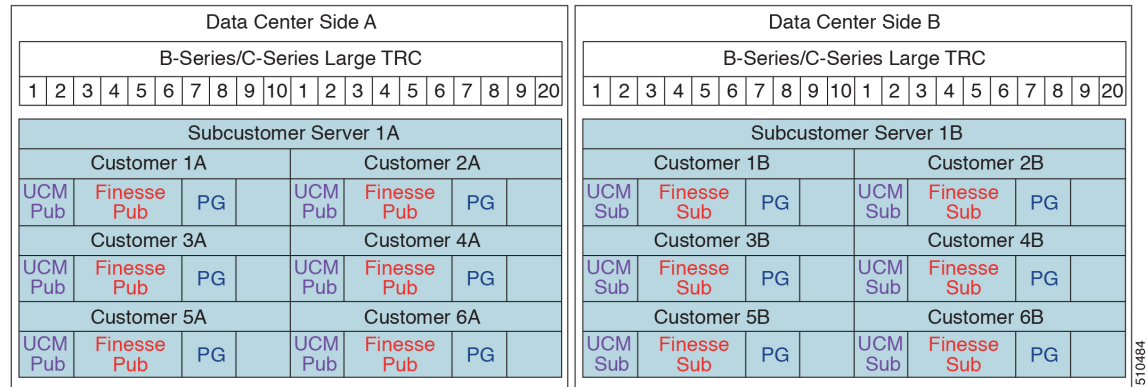 Data Center Side A
B-Series/C-Series Large TRC
1 2 3 4 5 6 7 8 9 10 1 2 3 4 5 6 7 8 9 20
Subcustomer Server 1A
Customer 1A Customer 2A
UCM Finesse PG UCM Finesse PG
Pub Pub Pub Pub
Customer 3A Customer 4A
UCM Finesse PG UCM Finesse PG
Pub Pub Pub Pub
Customer 5A Customer 6A
UCM Finesse PG UCM Finesse PG
Pub Pub Pub Pub
Data Center Side B
B-Series/C-Series Large TRC
1 2 3 4 5 6 7 8 9 10 1 2 3 4 5 6 7 8 9 20
Subcustomer Server 1B
Customer 1B Customer 2B
UCM Finesse PG UCM Finesse PG
Sub Sub Sub Sub
Customer 3B Customer 4B
UCM Finesse PG UCM Finesse PG
Sub Sub Sub Sub
Customer 5B Customer 6B
UCM Finesse PG UCM Finesse PG
Sub Sub Sub Sub
510484